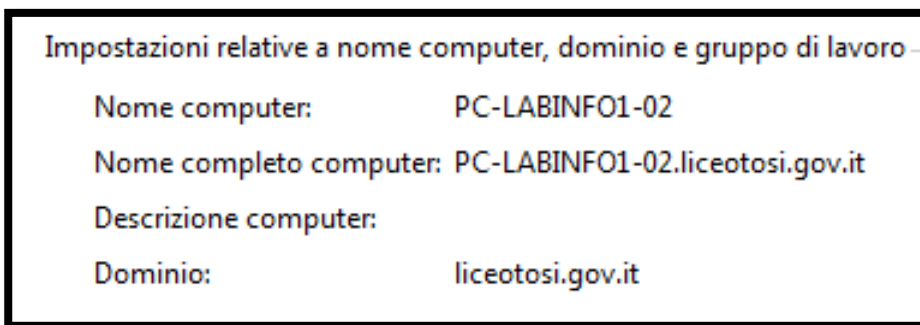 Impostazioni relative a nome computer, dominio e gruppo di lavoro
Nome computer: PC-LABINFO1-02
Nome completo computer: PC-LABINFO1-02.liceotosi.gov.it
Descrizione computer:
Dominio: liceotosi.gov.it